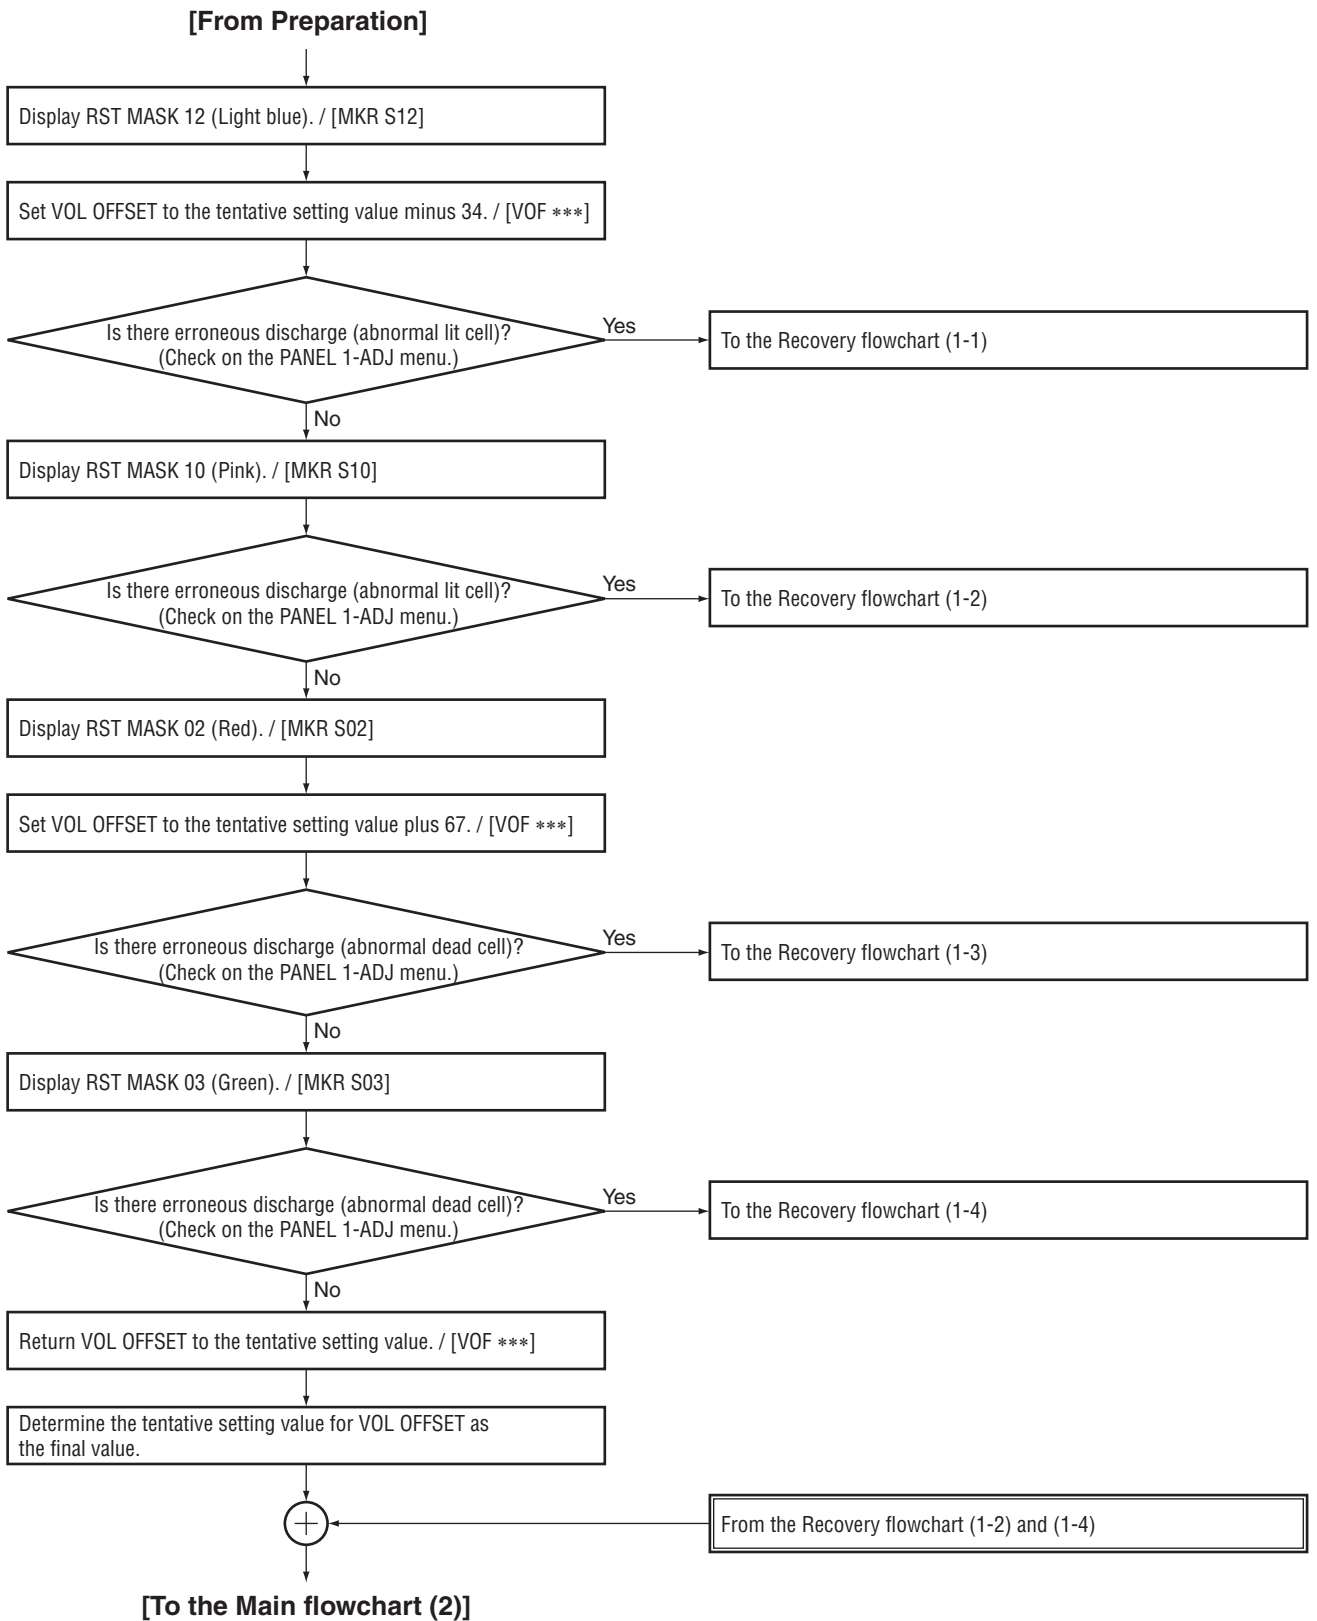 [From Preparation]
Display RST MASK 12 (Light blue). / [MKR S12]
Set VOL OFFSET to the tentative setting value minus 34. / [VOF ***]
Is there erroneous discharge (abnormal lit cell)?
(Check on the PANEL 1-ADJ menu.)
Yes
To the Recovery flowchart (1-1)
No
Display RST MASK 10 (Pink). / [MKR S10]
Is there erroneous discharge (abnormal lit cell)?
(Check on the PANEL 1-ADJ menu.)
Yes
To the Recovery flowchart (1-2)
No
Display RST MASK 02 (Red). / [MKR S02]
Set VOL OFFSET to the tentative setting value plus 67. / [VOF ***]
Is there erroneous discharge (abnormal dead cell)?
(Check on the PANEL 1-ADJ menu.)
Yes
To the Recovery flowchart (1-3)
No
Display RST MASK 03 (Green). / [MKR S03]
Is there erroneous discharge (abnormal dead cell)?
(Check on the PANEL 1-ADJ menu.)
Yes
To the Recovery flowchart (1-4)
No
Return VOL OFFSET to the tentative setting value. / [VOF ***]
Determine the tentative setting value for VOL OFFSET as
the final value.
From the Recovery flowchart (1-2) and (1-4)
[To the Main flowchart (2)]